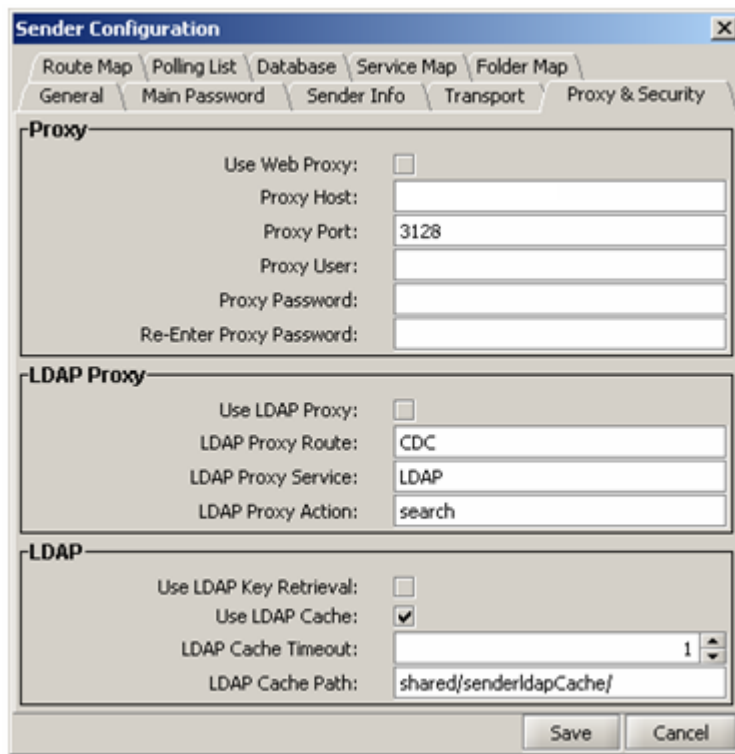 Sender Configuration
Route Map Polling List Database Service Map Folder Map
General Main Password Sender Info Transport Proxy & Security
Proxy
Use Web Proxy:
Proxy Host:
Proxy Port: 3128
Proxy User:
Proxy Password:
Re-Enter Proxy Password:
LDAP Proxy
Use LDAP Proxy:
LDAP Proxy Route: CDC
LDAP Proxy Service: LDAP
LDAP Proxy Action: search
LDAP
Use LDAP Key Retrieval:
Use LDAP Cache:
LDAP Cache Timeout: 1
LDAP Cache Path: shared/senderldapCache/
Save Cancel